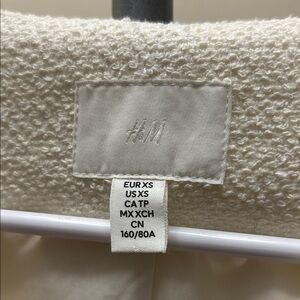 H&M
EUR XS
US XS
CA TP
MX XCH
CN
160/80A